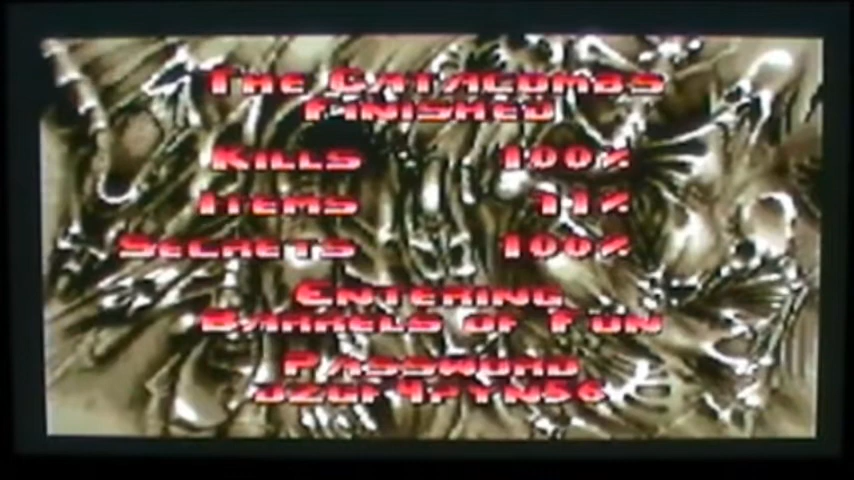 The Catacombs
Finished
Kills 100%
Items 11%
Secrets 100%
Entering
Barrels of Fun
Password